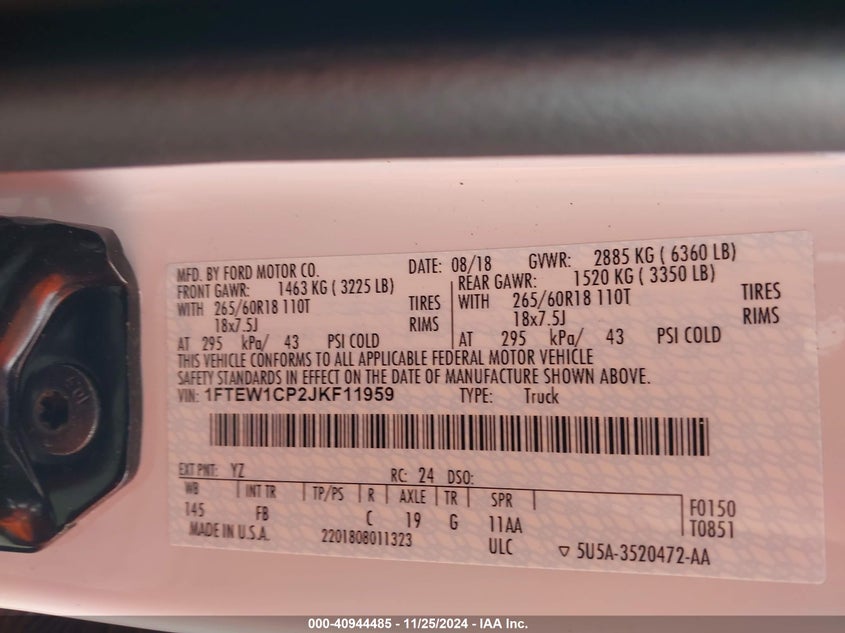 MFD. BY FORD MOTOR CO. DATE: 08/18 GVWR: 2885 KG ( 6360 LB)
FRONT GAWR: 1463 KG ( 3225 LB) REAR GAWR: 1520 KG ( 3350 LB)
WITH 265/60R18 110T TIRES WITH 265/60R18 110T TIRES
18x7.5J RIMS 18x7.5J RIMS
AT 295 kPa/ 43 PSI COLD AT 295 kPa/ 43 PSI COLD
THIS VEHICLE CONFORMS TO ALL APPLICABLE FEDERAL MOTOR VEHICLE
SAFETY STANDARDS IN EFFECT ON THE DATE OF MANUFACTURE SHOWN ABOVE.
VIN: 1FTEW1CP2JKF11959 TYPE: Truck
EXT PNT: YZ RC: 24 DSO:
WB INT TR TP/PS R AXLE TR SPR F0150
145 FB C 19 G 11AA T0851
MADE IN U.S.A. 2201808011323 ULC 5U5A-3520472-AA
000-40944485 - 11/25/2024 - IAA Inc.